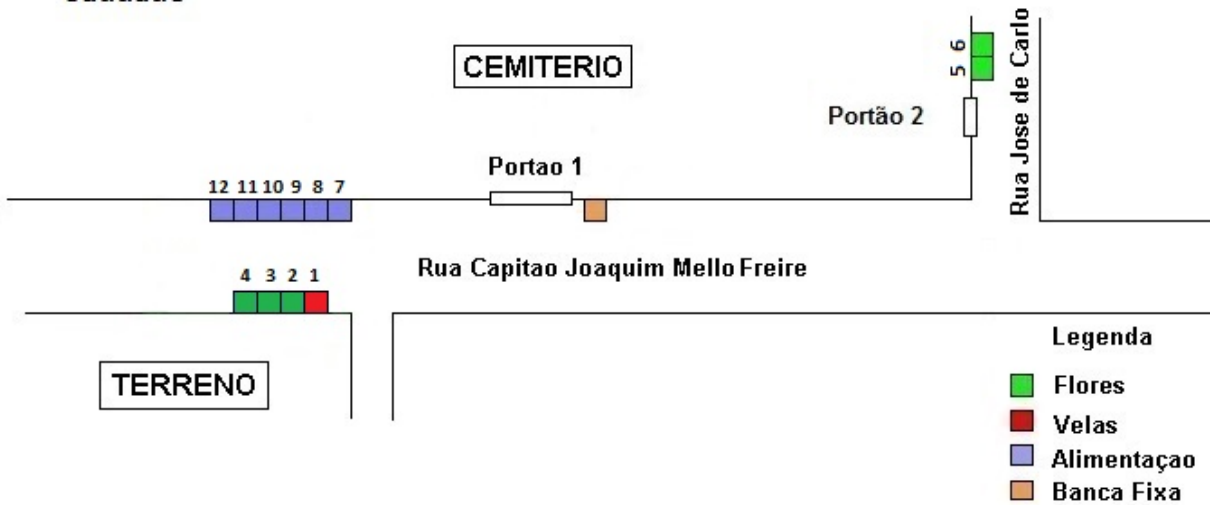 CEMITERIO
6
5
Rua Jose de Carlo
Portão 2
Portao 1
12 11 10 9 8 7
Rua Capitao Joaquim Mello Freire
4 3 2 1
TERRENO
Legenda
Flores
Velas
Alimentaçao
Banca Fixa